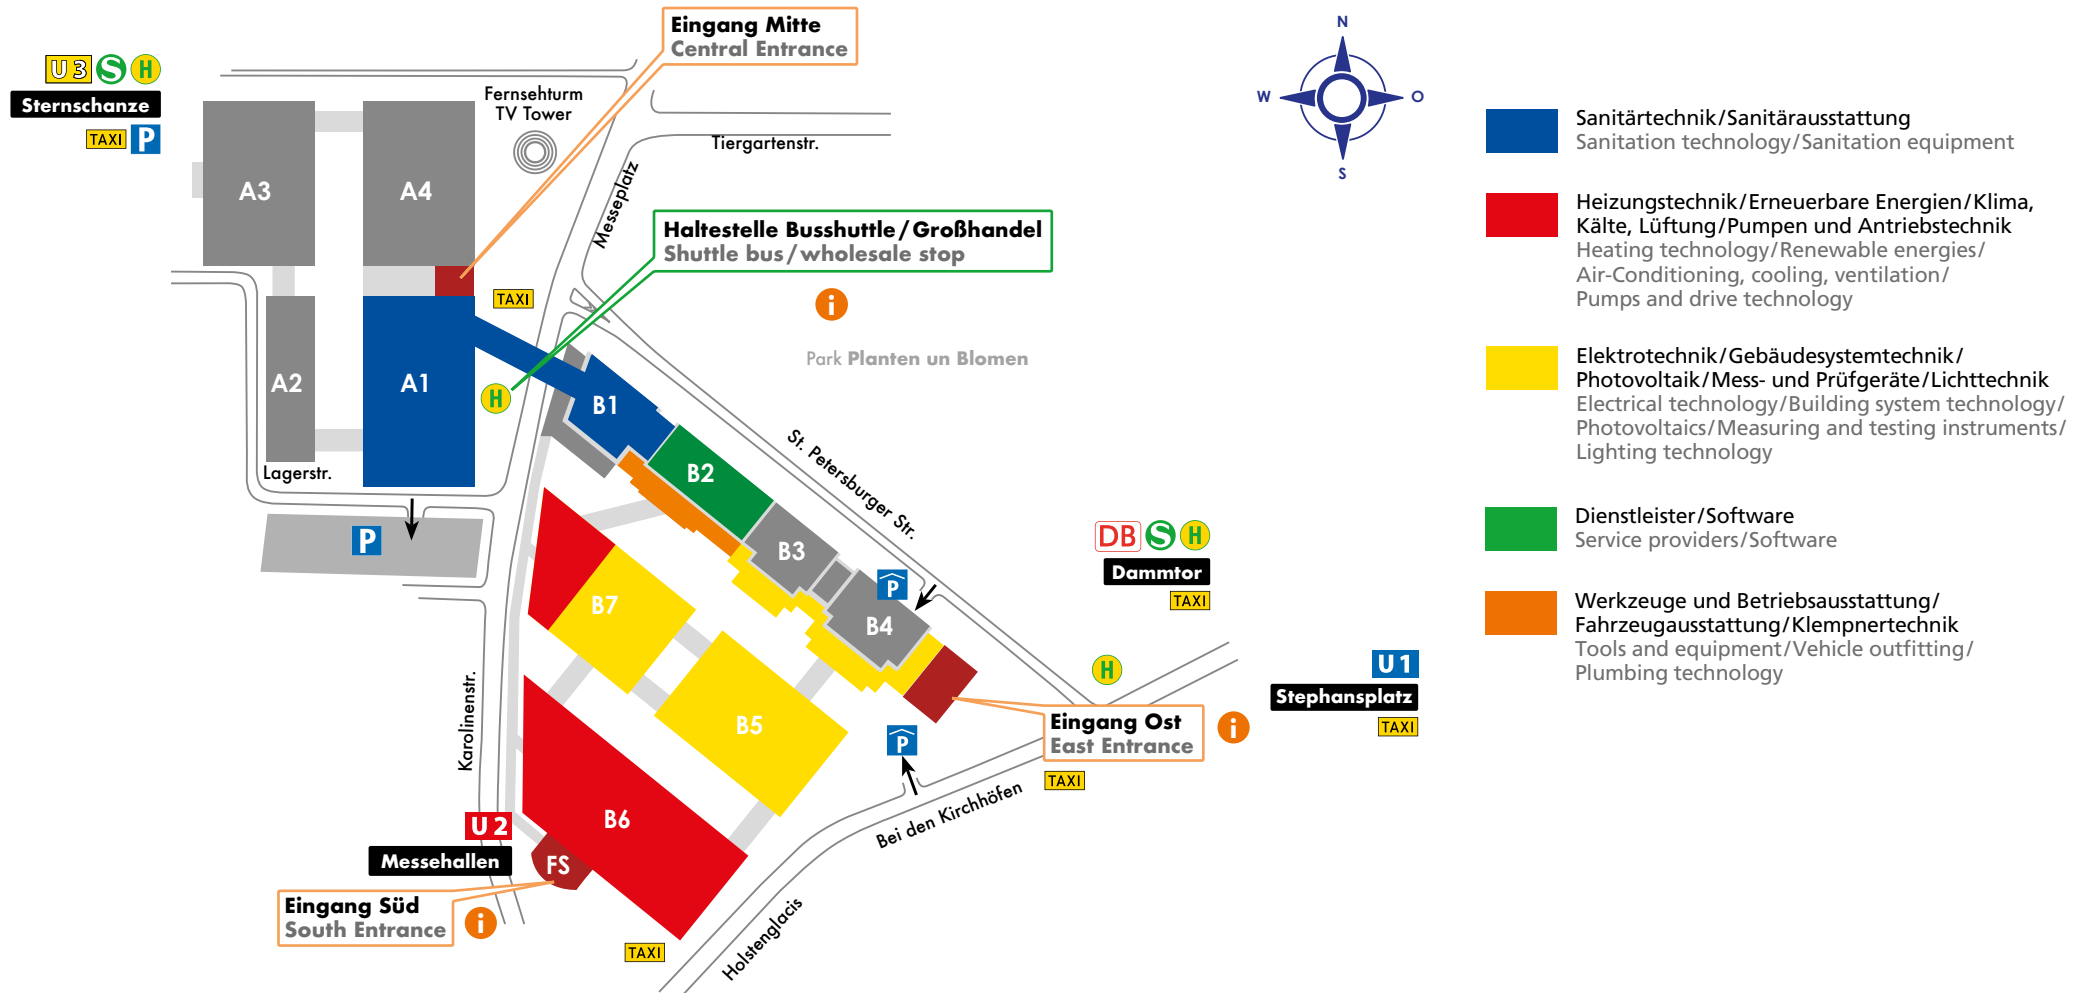 Eingang Mitte
Central Entrance
U 3 S H
Sternschanze
TAXI P
Fernsehturm
TV Tower
Tiergartenstr.
Messeplatz
A3
A4
Haltestelle Busshuttle/Großhandel
Shuttle bus/wholesale stop
TAXI
i
Park Planten un Blomen
A2
A1
H
B1
Lagerstr.
P
B2
St. Petersburger Str.
B3
P
B4
B7
B5
B6
Karolinenstr.
DB S H
Dammtor
TAXI
H
U 1
Stephansplatz
TAXI
Eingang Ost
East Entrance
i
TAXI
P
Bei den Kirchhöfen
U 2
Messehallen
FS
Eingang Süd
South Entrance
i
TAXI
Holstenglacis
N
W
O
S
Sanitärtechnik/Sanitärausstattung
Sanitation technology/Sanitation equipment
Heizungstechnik/Erneuerbare Energien/Klima,
Kälte, Lüftung/Pumpen und Antriebstechnik
Heating technology/Renewable energies/
Air-Conditioning, cooling, ventilation/
Pumps and drive technology
Elektrotechnik/Gebäudesystemtechnik/
Photovoltaik/Mess- und Prüfgeräte/Lichttechnik
Electrical technology/Building system technology/
Photovoltaics/Measuring and testing instruments/
Lighting technology
Dienstleister/Software
Service providers/Software
Werkzeuge und Betriebsausstattung/
Fahrzeugausstattung/Klempnertechnik
Tools and equipment/Vehicle outfitting/
Plumbing technology